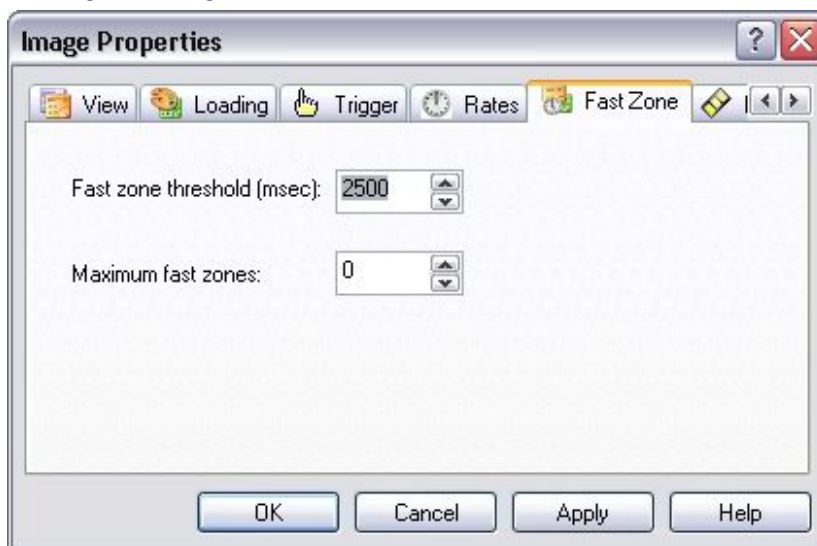 Image Properties
View Loading Trigger Rates Fast Zone
Fast zone threshold (msec): 2500
Maximum fast zones: 0
OK Cancel Apply Help